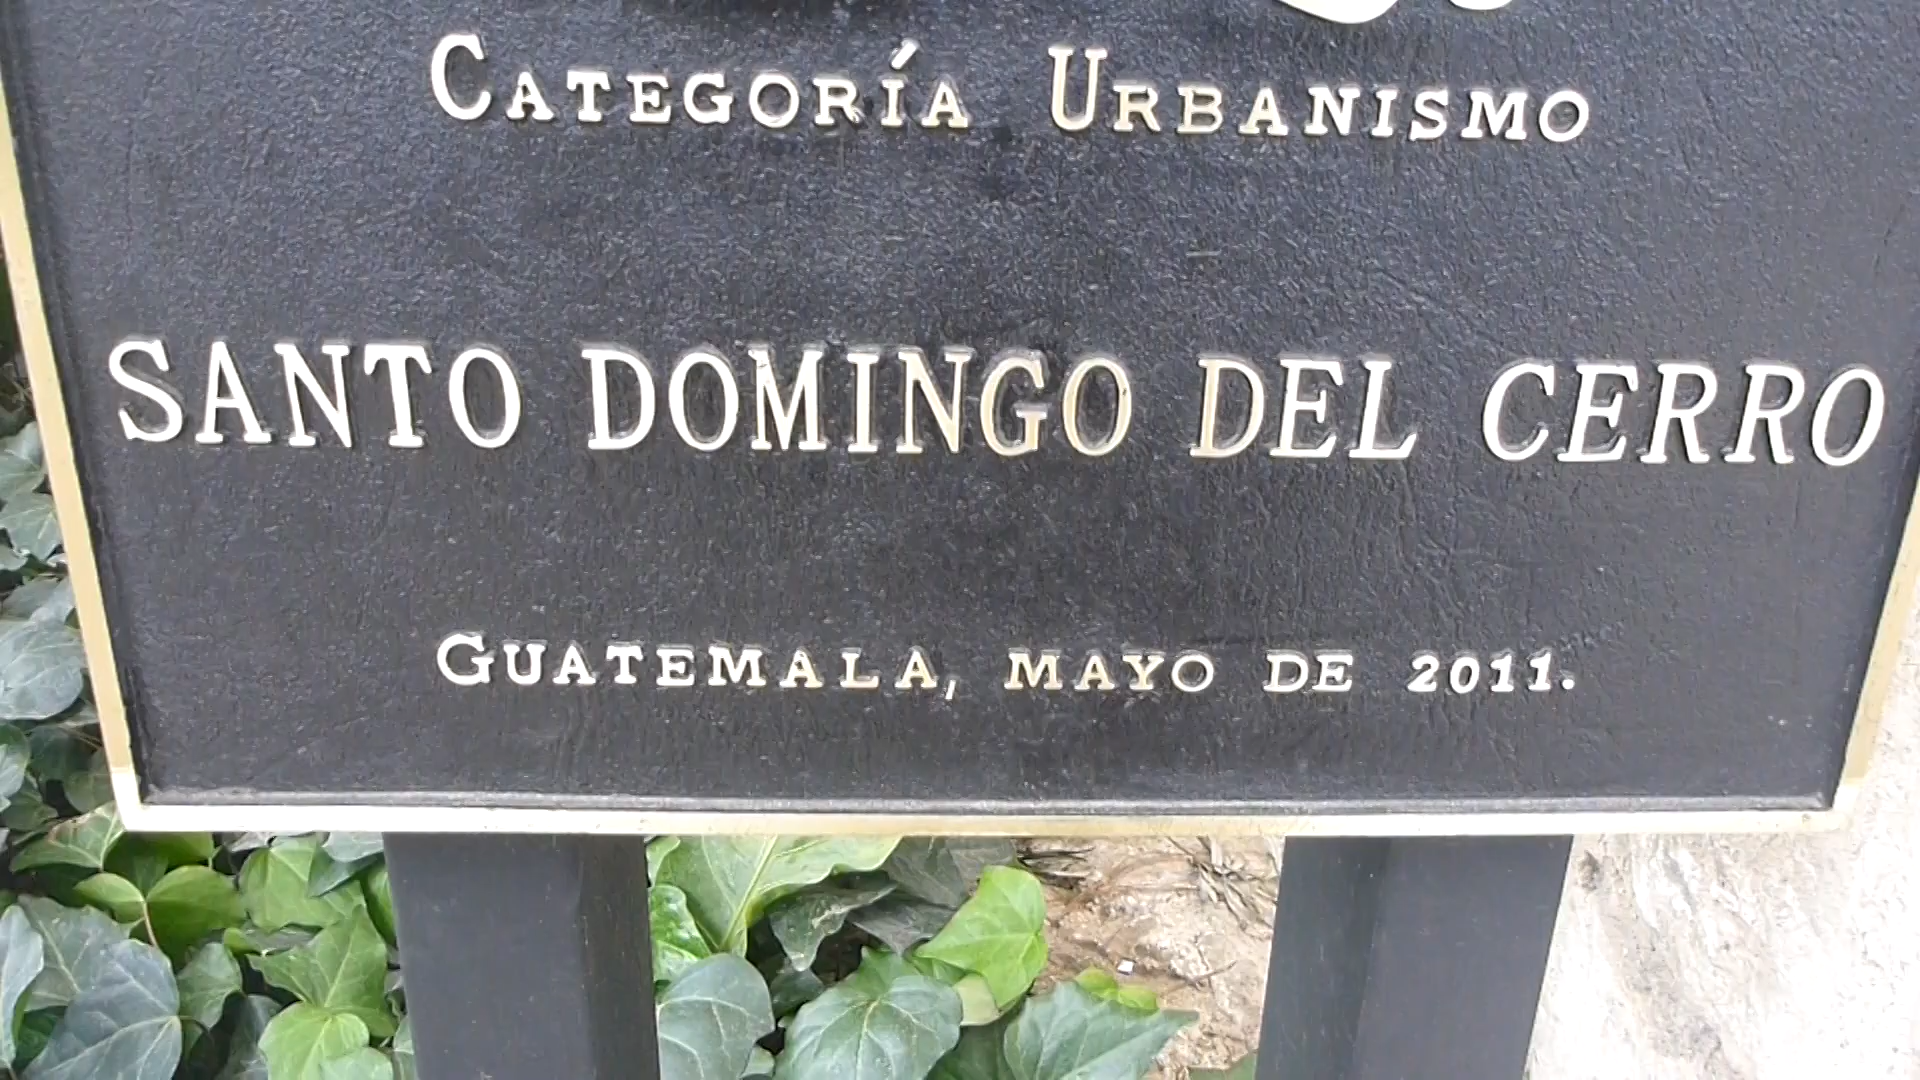 CATEGORÍA URBANISMO
SANTO DOMINGO DEL CERRO
GUATEMALA, MAYO DE 2011.